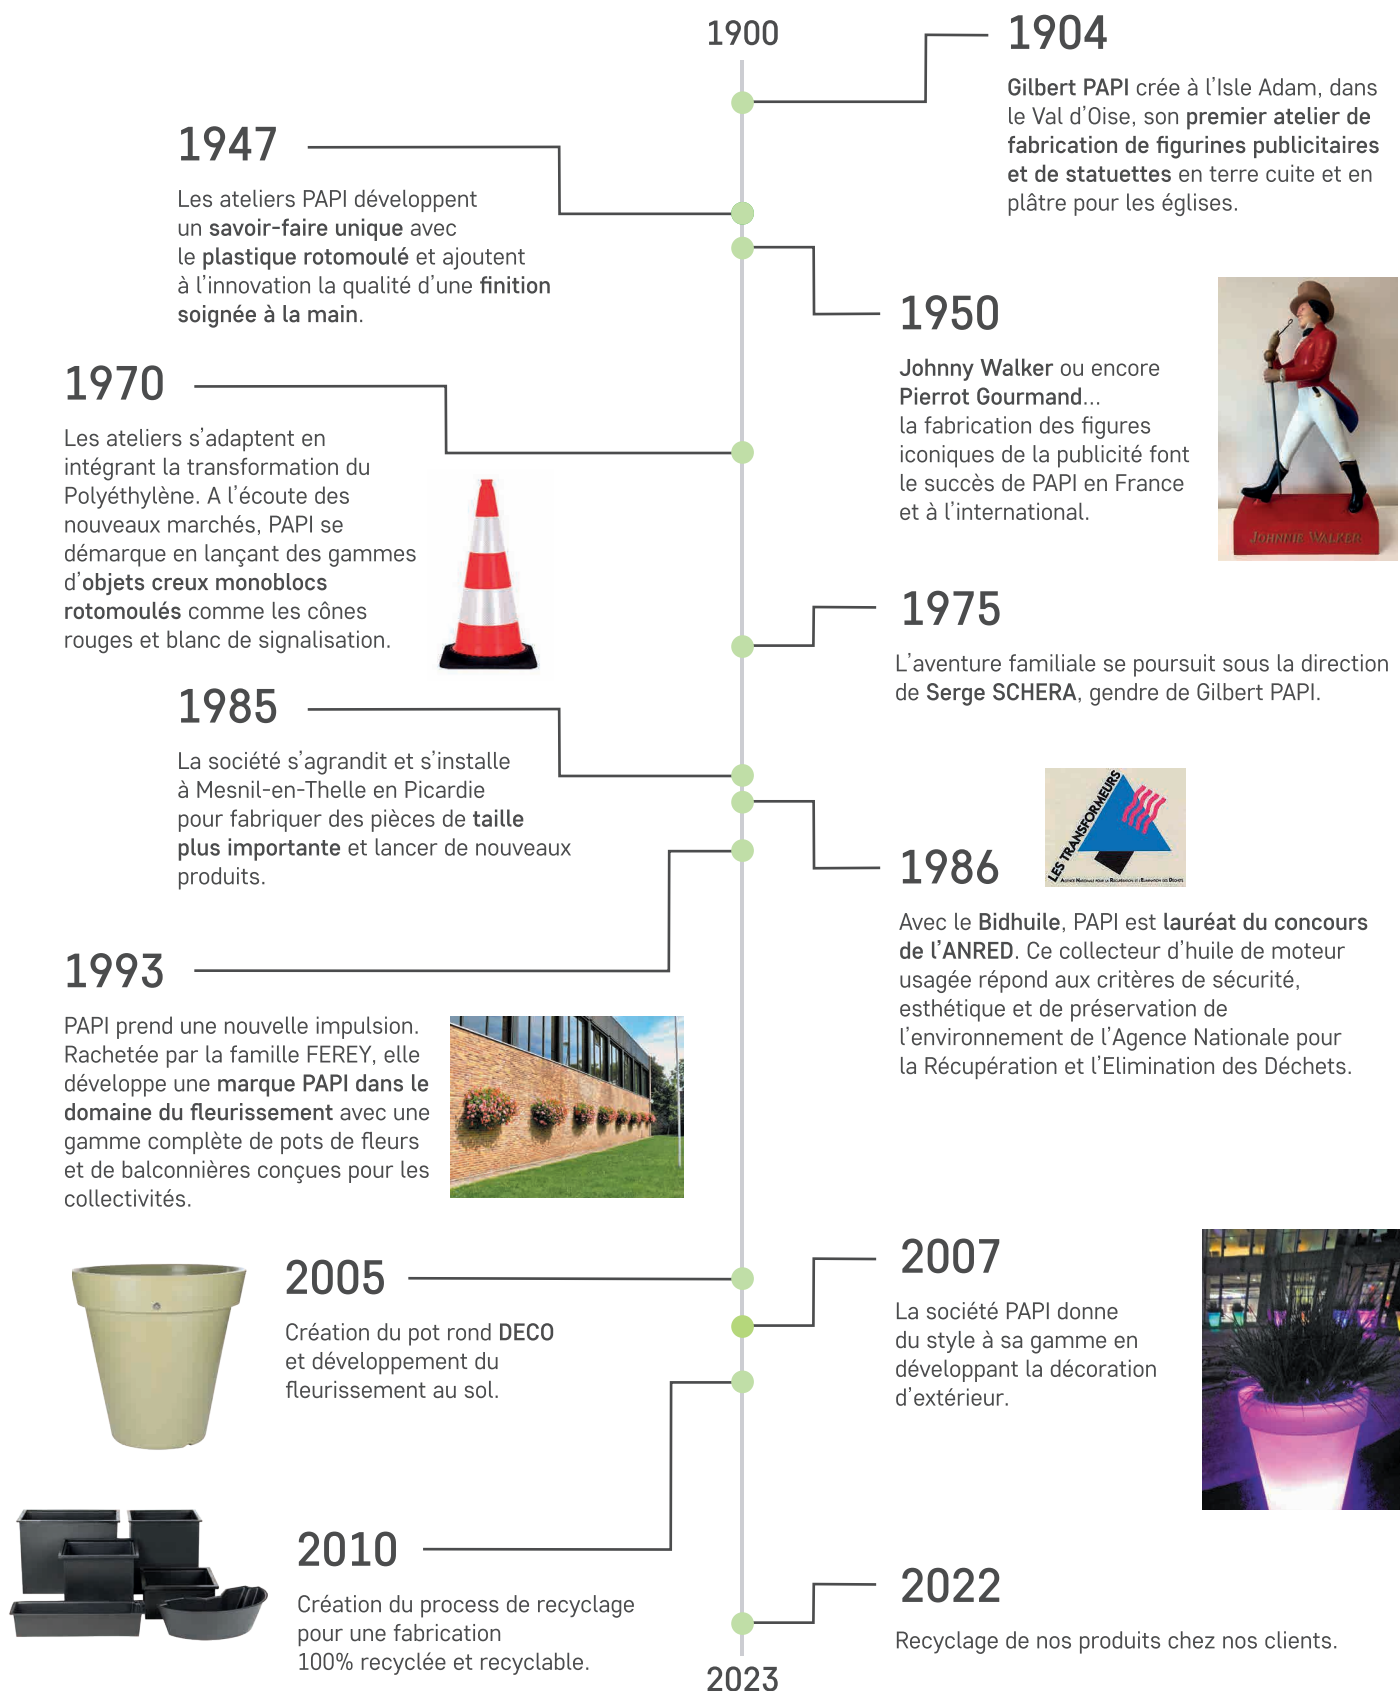 1900
1904
Gilbert PAPI crée à l'Isle Adam, dans
le Val d'Oise, son premier atelier de
fabrication de figurines publicitaires
et de statuettes en terre cuite et en
plâtre pour les églises.
1947
Les ateliers PAPI développent
un savoir-faire unique avec
le plastique rotomoulé et ajoutent
à l'innovation la qualité d'une finition
soignée à la main.
1950
Johnny Walker ou encore
Pierrot Gourmand...
la fabrication des figures
iconiques de la publicité font
le succès de PAPI en France
et à l'international.
JOHNNIE WALKER
1970
Les ateliers s'adaptent en
intégrant la transformation du
Polyéthylène. A l'écoute des
nouveaux marchés, PAPI se
démarque en lançant des gammes
d'objets creux monoblocs
rotomoulés comme les cônes
rouges et blanc de signalisation.
1975
L'aventure familiale se poursuit sous la direction
de Serge SCHERA, gendre de Gilbert PAPI.
1985
La société s'agrandit et s'installe
à Mesnil-en-Thelle en Picardie
pour fabriquer des pièces de taille
plus importante et lancer de nouveaux
produits.
LES TRANSFORMEURS
AGENCE NATIONALE POUR LA RÉCUPÉRATION ET L'ELIMINATION DES DÉCHETS
1986
Avec le Bidhuile, PAPI est lauréat du concours
de l'ANRED. Ce collecteur d'huile de moteur
usagée répond aux critères de sécurité,
esthétique et de préservation de
l'environnement de l'Agence Nationale pour
la Récupération et l'Elimination des Déchets.
1993
PAPI prend une nouvelle impulsion.
Rachetée par la famille FEREY, elle
développe une marque PAPI dans le
domaine du fleurissement avec une
gamme complète de pots de fleurs
et de balconnières conçues pour les
collectivités.
2005
Création du pot rond DECO
et développement du
fleurissement au sol.
2007
La société PAPI donne
du style à sa gamme en
développant la décoration
d'extérieur.
2010
Création du process de recyclage
pour une fabrication
100% recyclée et recyclable.
2022
Recyclage de nos produits chez nos clients.
2023